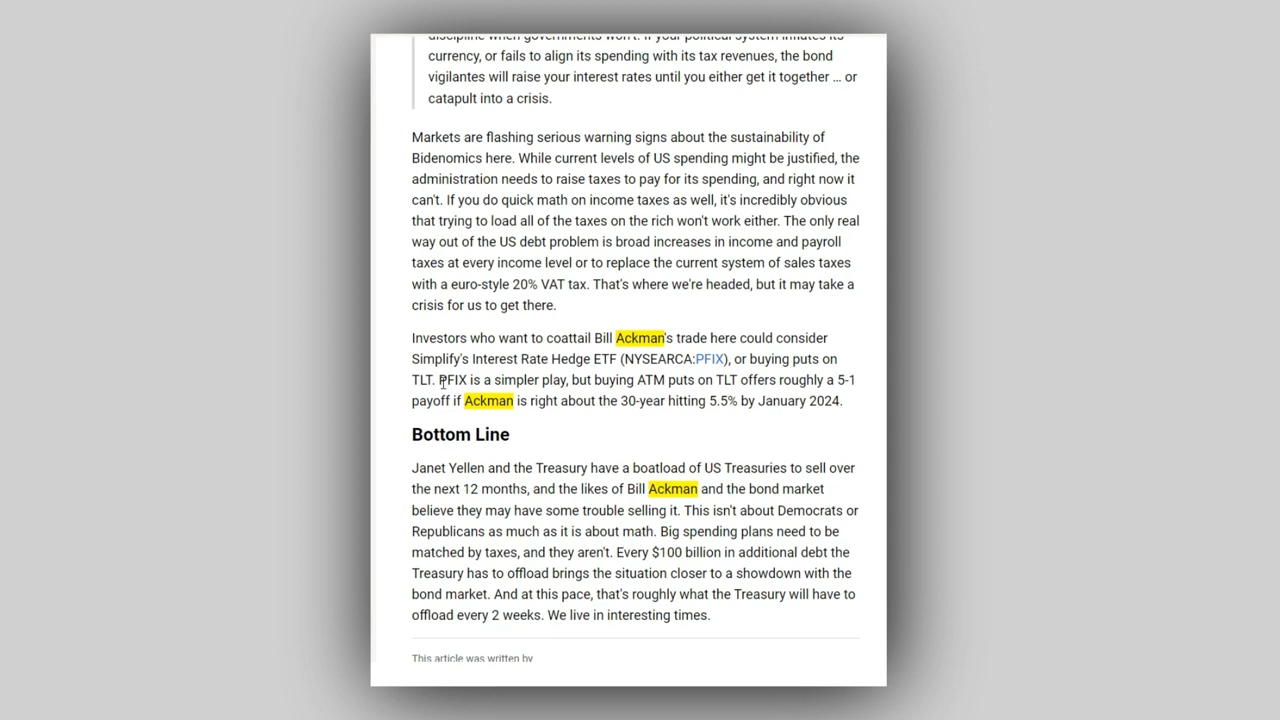 discipline when governments won't. If your political system inflates its
currency, or fails to align its spending with its tax revenues, the bond
vigilantes will raise your interest rates until you either get it together … or
catapult into a crisis.
Markets are flashing serious warning signs about the sustainability of
Bidenomics here. While current levels of US spending might be justified, the
administration needs to raise taxes to pay for its spending, and right now it
can't. If you do quick math on income taxes as well, it's incredibly obvious
that trying to load all of the taxes on the rich won't work either. The only real
way out of the US debt problem is broad increases in income and payroll
taxes at every income level or to replace the current system of sales taxes
with a euro-style 20% VAT tax. That's where we're headed, but it may take a
crisis for us to get there.
Investors who want to coattail Bill Ackman's trade here could consider
Simplify's Interest Rate Hedge ETF (NYSEARCA:PFIX), or buying puts on
TLT. PFIX is a simpler play, but buying ATM puts on TLT offers roughly a 5-1
payoff if Ackman is right about the 30-year hitting 5.5% by January 2024.
Bottom Line
Janet Yellen and the Treasury have a boatload of US Treasuries to sell over
the next 12 months, and the likes of Bill Ackman and the bond market
believe they may have some trouble selling it. This isn't about Democrats or
Republicans as much as it is about math. Big spending plans need to be
matched by taxes, and they aren't. Every $100 billion in additional debt the
Treasury has to offload brings the situation closer to a showdown with the
bond market. And at this pace, that's roughly what the Treasury will have to
offload every 2 weeks. We live in interesting times.
This article was written by